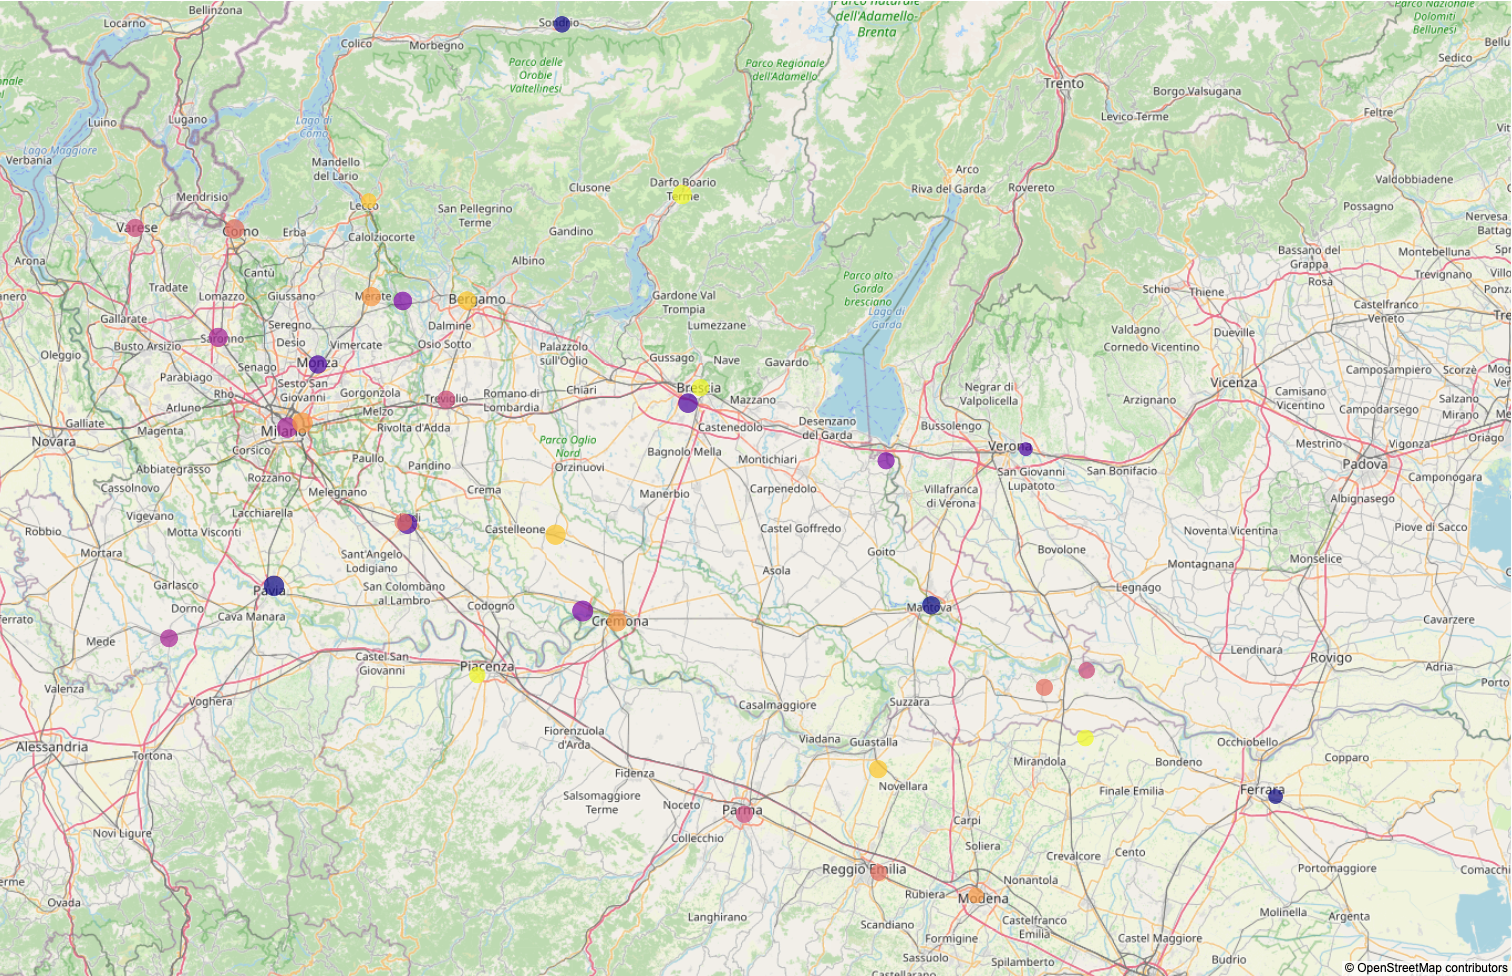 Locarno
Bellinzona
Sondrio
Parco naturale
dell'Adamello-
Brenta
Parco Nazionale
Dolomiti
Bellunesi
Colico
Morbegno
Parco delle
Orobie
Valtellinesi
Parco Regionale
dell'Adamello
Trento
Borgo Valsugana
Sedico
Levico Terme
Feltre
Luino
Lugano
Lago di
Como
Lago Maggiore
Verbania
Mandello
del Lario
Clusone
Darfo Boario
Terme
Arco
Riva del Garda
Rovereto
Valdobbiadene
Mendrisio
Lecco
San Pellegrino
Terme
Possagno
Varese
Como
Erba
Calolziocorte
Gandino
Nervesa
Battag
Arona
Cantù
Albino
Bassano del
Grappa
Montebelluna
Tradate
Lomazzo
Giussano
Merate
Bergamo
Gardone Val
Trompia
Parco alto
Garda
bresciano
Lago di
Garda
Schio
Thiene
Rosa
Trevignano
Castelfranco
Veneto
Gallarate
Busto Arsizio
Saronno
Seregno
Desio
Dalmine
Osio Sotto
Lumezzane
Valdagno
Dueville
Cornedo Vicentino
Oleggio
Monza
Vimercate
Palazzolo
sull'Oglio
Gussago
Nave
Gavardo
Senago
Parabiago
Sesto San
Giovanni
Gorgonzola
Rho
Arluno
Melzo
Treviglio
Romano di
Lombardia
Chiari
Brescia
Mazzano
Negrar di
Valpolicella
Arzignano
Vicenza
Camposampiero
Scorzè
Camisano
Vicentino
Campodarsego
Salzano
Mirano
Galliate
Magenta
Milano
Rivolta d'Adda
Castenedolo
Desenzano
del Garda
Bussolengo
Novara
Corsico
Parco Oglio
Nord
Bagnolo Mella
Verona
Mestrino
Vigonza
Oriago
Padova
Abbiategrasso
Rozzano
Paullo
Pandino
Orzinuovi
Montichiari
San Giovanni
Lupatoto
San Bonifacio
Camponogara
Cassolnovo
Melegnano
Crema
Manerbio
Carpenedolo
Villafranca
di Verona
Albignasego
Vigevano
Lacchiarella
Robbio
Motta Visconti
Lodi
Castelleone
Castel Goffredo
Noventa Vicentina
Piove di Sacco
Mortara
Sant'Angelo
Lodigiano
Goito
Bovolone
Monselice
Montagnana
Garlasco
Pavia
San Colombano
al Lambro
Asola
Legnago
Dorno
Cava Manara
Codogno
Cremona
Mantova
Cavarzere
Mede
Castel San
Giovanni
Piacenza
Lendinara
Rovigo
Adria
Valenza
Voghera
Casalmaggiore
Suzzara
Fiorenzuola
d'Arda
Viadana
Guastalla
Occhiobello
Alessandria
Tortona
Mirandola
Bondeno
Copparo
Fidenza
Novellara
Finale Emilia
Ferrara
Salsomaggiore
Terme
Noceto
Parma
Novi Ligure
Collecchio
Carpi
Soliera
Crevalcore
Cento
Reggio Emilia
Portomaggiore
Comacchi
Rubiera
Nonantola
Ovada
Modena
Langhirano
Scandiano
Castelfranco
Emilia
Molinella
Argenta
Formigine
Castel Maggiore
Sassuolo
Spilamberto
Budrio
Castellarano
© OpenStreetMap contributors